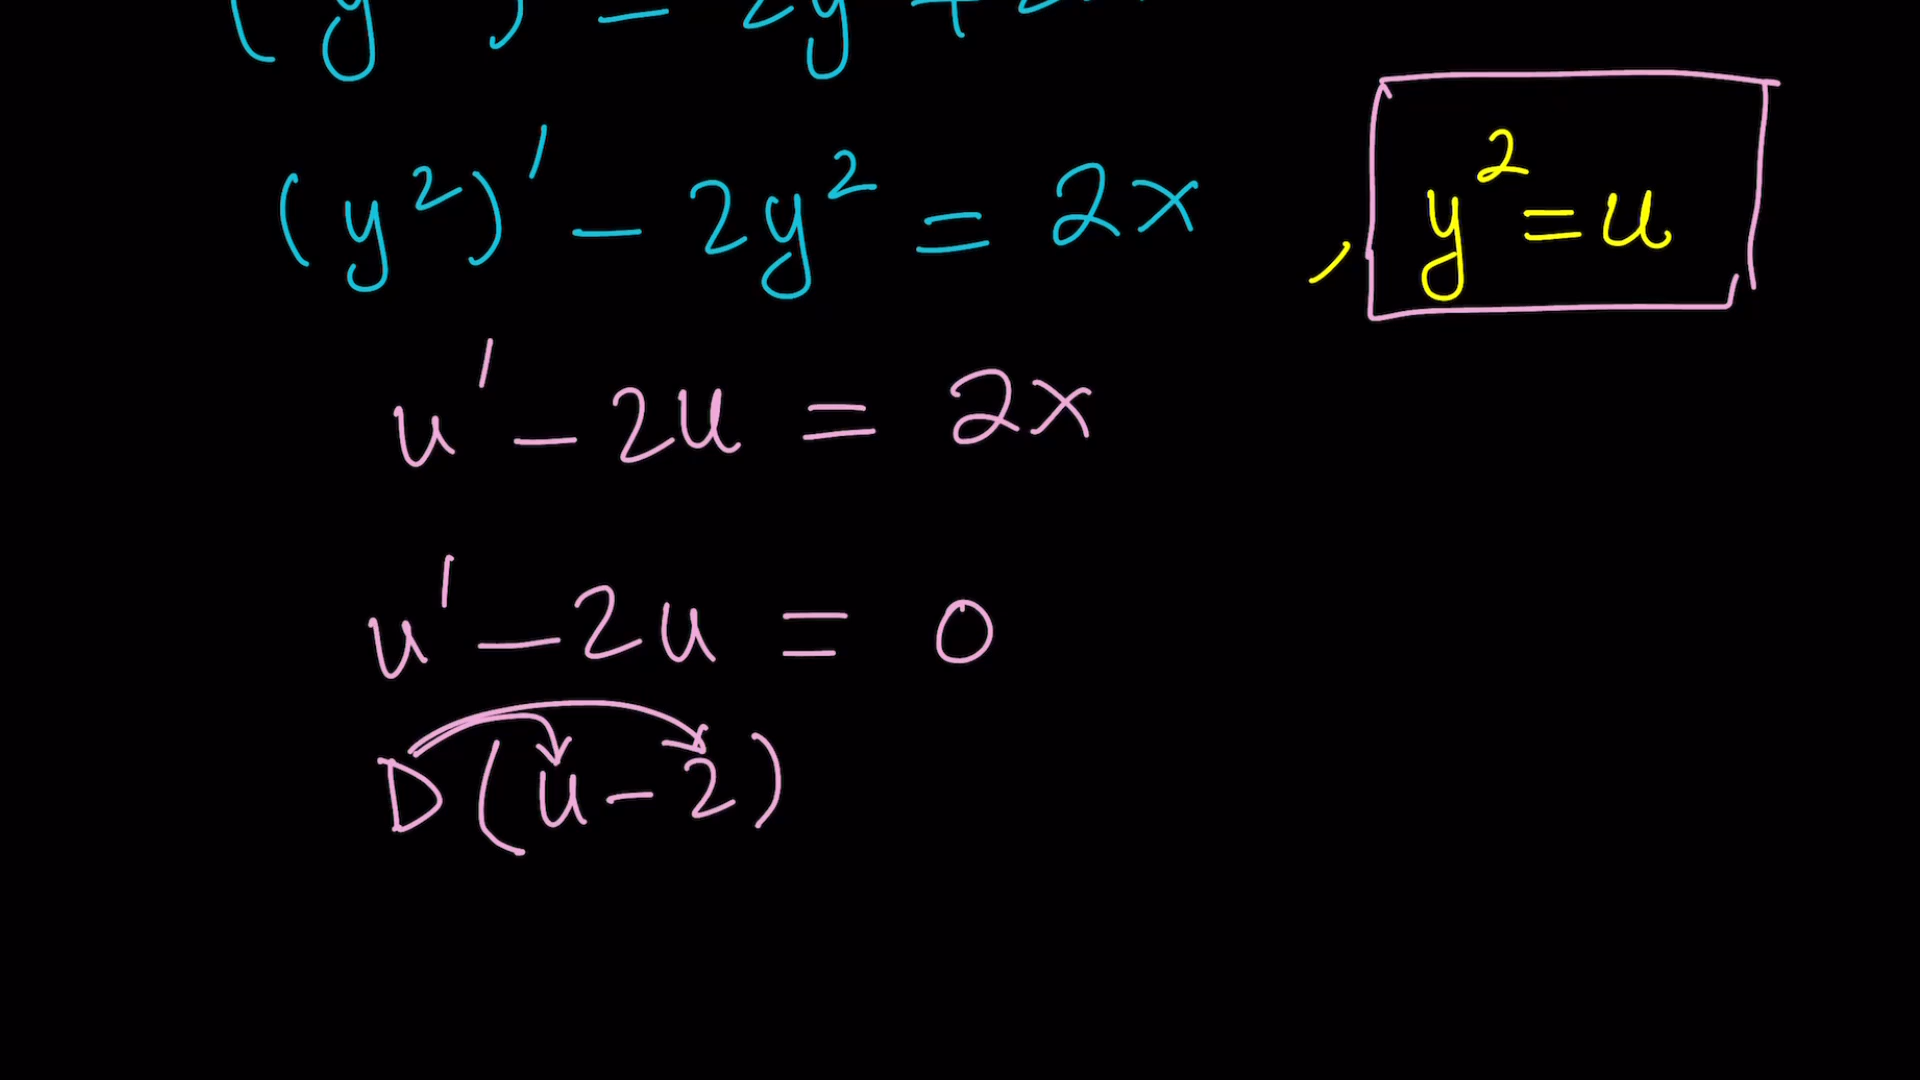 (y²)' - 2y² = 2x , y² = u
u' - 2u = 2x
u' - 2u = 0
D(u - 2)